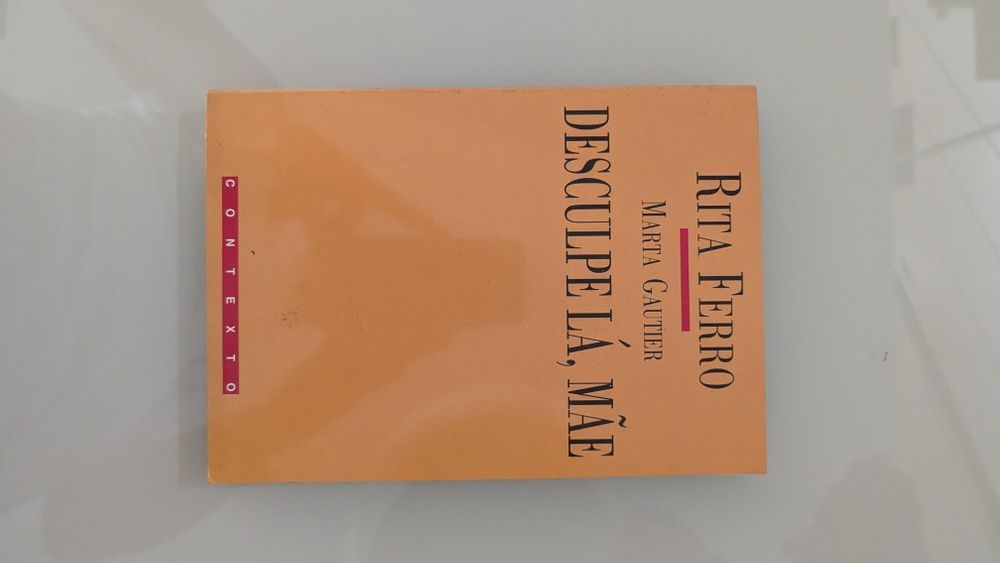 RITA FERRO
MARTA GAUTIER
DESCULPE LÁ, MÃE
CONTEXTO